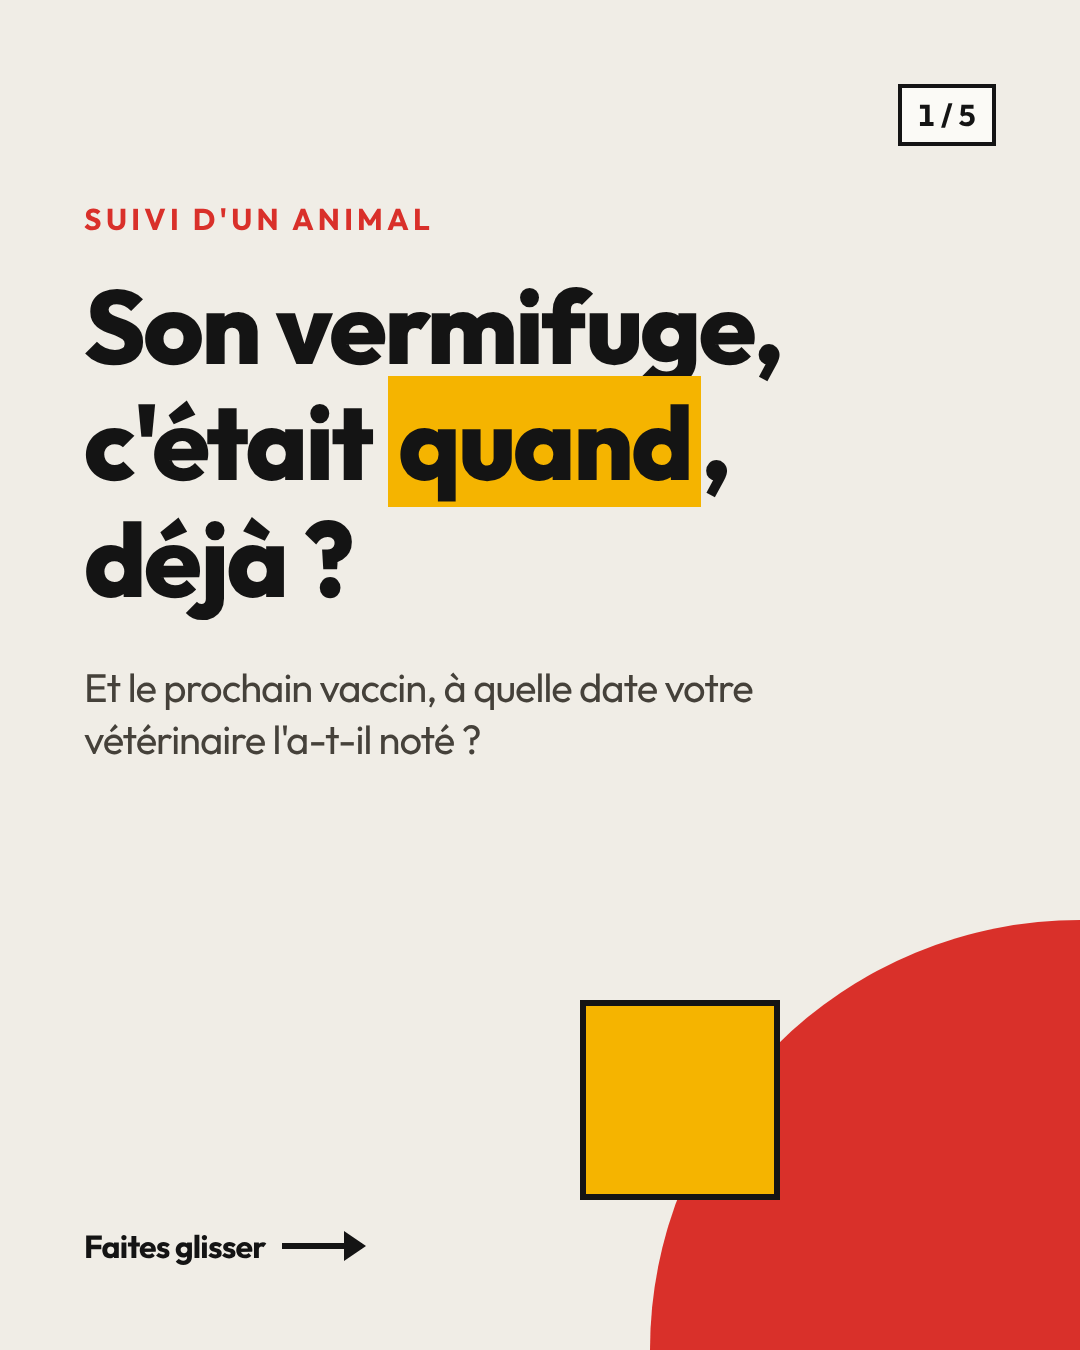 1/5
SUIVI D'UN ANIMAL
Son vermifuge,
c'était quand,
déjà ?
Et le prochain vaccin, à quelle date votre
vétérinaire l'a-t-il noté ?
Faites glisser